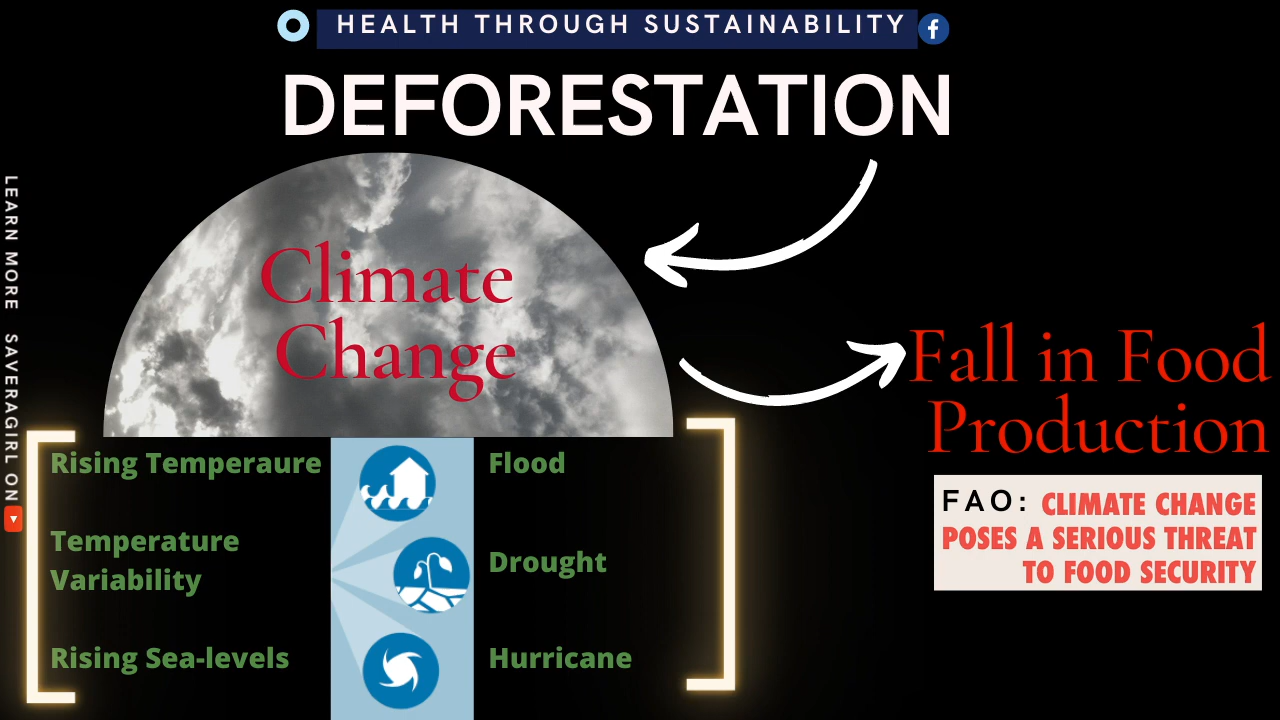 HEALTH THROUGH SUSTAINABILITY
DEFORESTATION
Climate
Change
Fall in Food
Production
FAO: CLIMATE CHANGE
POSES A SERIOUS THREAT
TO FOOD SECURITY
Rising Temperaure
Temperature
Variability
Rising Sea-levels
Flood
Drought
Hurricane
LEARN MORE SAVERAGIRL ON